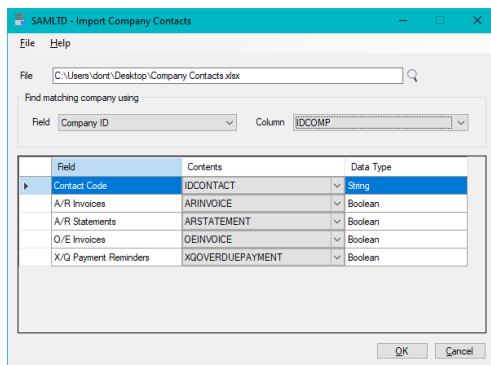 SAMLTD - Import Company Contacts
File Help
File C:\Users\dont\Desktop\Company Contacts.xlsx
Find matching company using
Field Company ID Column IDCOMP
Field Contents Data Type
Contact Code IDCONTACT String
A/R Invoices ARINVOICE Boolean
A/R Statements ARSTATEMENT Boolean
O/E Invoices OEINVOICE Boolean
X/Q Payment Reminders XQOVERDUEPAYMENT Boolean
OK Cancel